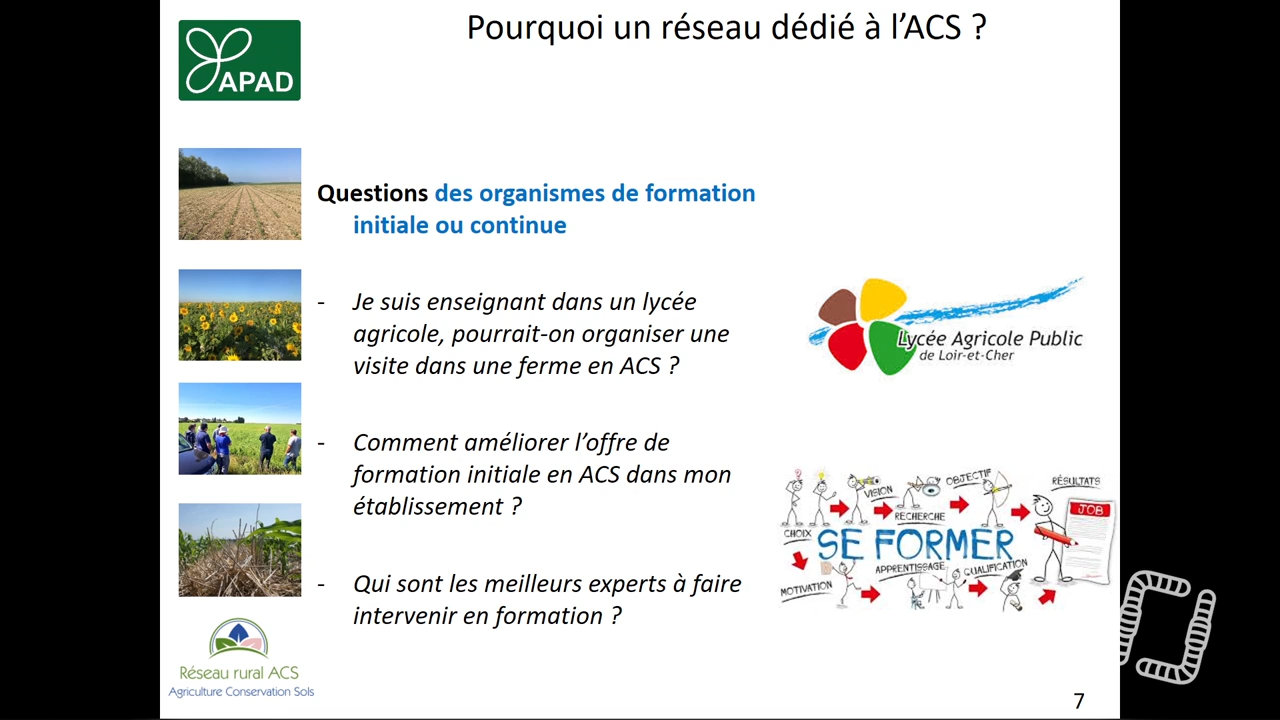 Pourquoi un réseau dédié à l'ACS ?
APAD
Questions des organismes de formation
initiale ou continue
- Je suis enseignant dans un lycée
agricole, pourrait-on organiser une
visite dans une ferme en ACS ?
Lycée Agricole Public
de Loir-et-Cher
- Comment améliorer l'offre de
formation initiale en ACS dans mon
établissement ?
VISION
OBJECTIF
RÉSULTATS
RECHERCHE
JOB
CHOIX
SE FORMER
APPRENTISSAGE
QUALIFICATION
MOTIVATION
- Qui sont les meilleurs experts à faire
intervenir en formation ?
Réseau rural ACS
Agriculture Conservation Sols
7